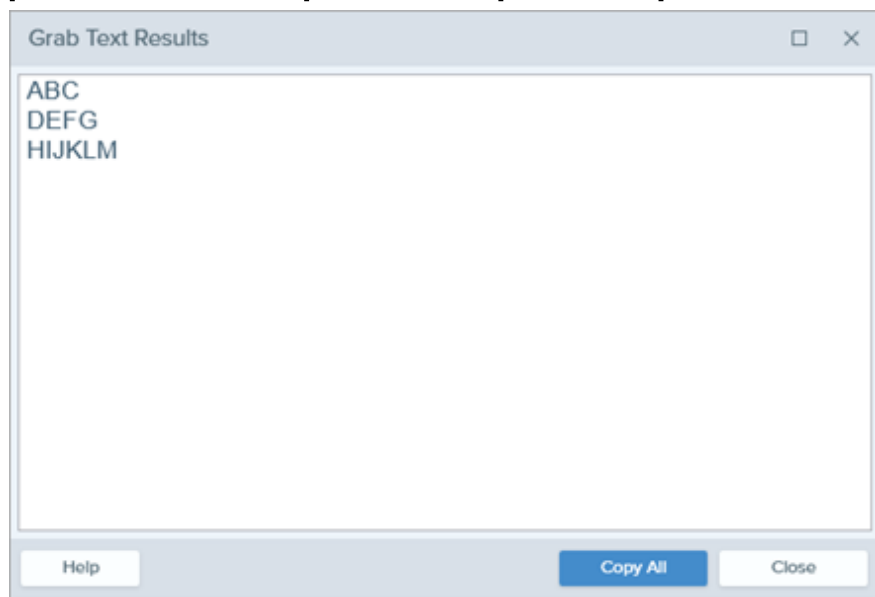 Grab Text Results
ABC
DEFG
HIJKLM
Help
Copy All
Close